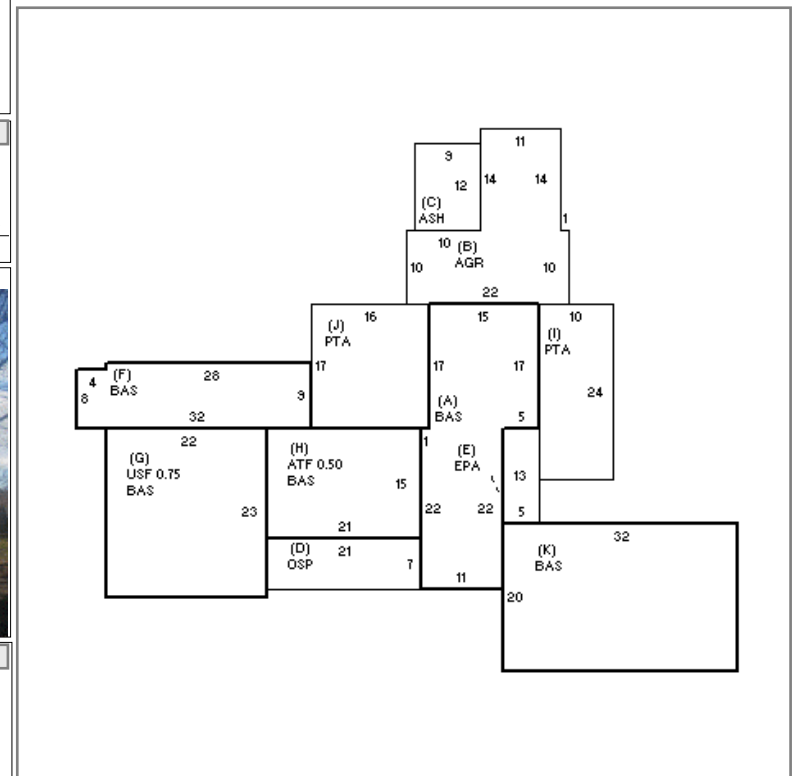 11
9
12
14
14
(C)
ASH
1
10
(B)
AGR
10
10
22
16
15
10
(J)
PTA
(I)
PTA
17
17
17
24
(F)
BAS
28
4
8
9
32
(A)
BAS
5
22
(G)
USF 0.75
BAS
(H)
ATF 0.50
BAS
1
(E)
EPA
15
13
23
22
22
5
21
(D)
OSP
21
7
11
32
(K)
BAS
20